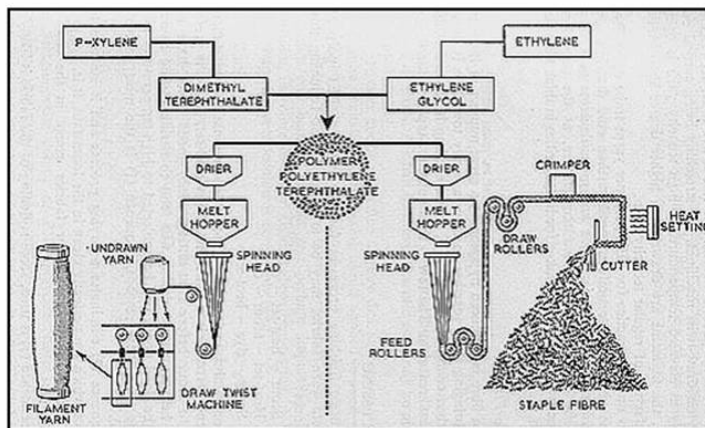 P-XYLENE
ETHYLENE
DIMETHYL
TEREPHTHALATE
ETHYLENE
GLYCOL
DRIER
POLYMER
POLYETHYLENE
TEREPHTHALATE
DRIER
CRIMPER
MELT
HOPPER
MELT
HOPPER
HEAT
SETTING
DRAW
ROLLERS
UNDRAWN
YARN
SPINNING
HEAD
SPINNING
HEAD
CUTTER
FEED
ROLLERS
DRAW TWIST
MACHINE
FILAMENT
YARN
STAPLE FIBRE